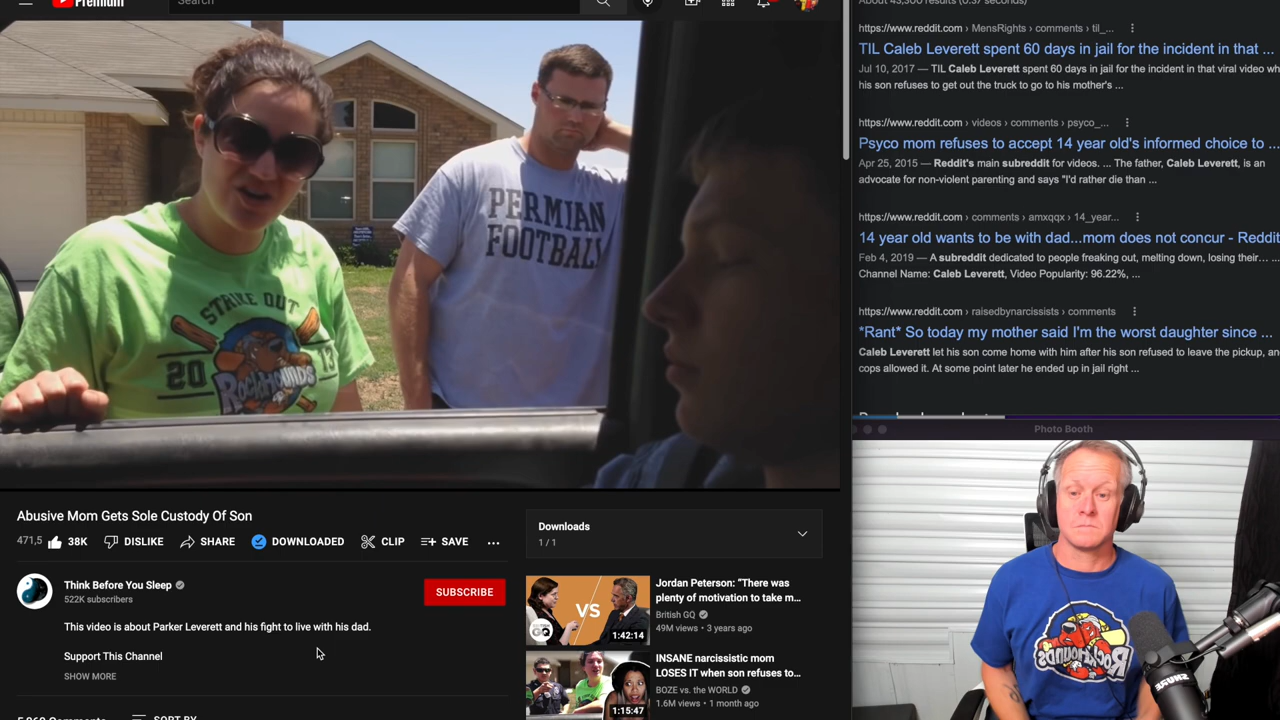 Premium
Search
PERMIAN
FOOTBALL
STRIKE OUT
20 13
ROCKHOUNDS
Abusive Mom Gets Sole Custody Of Son
471,5 38K DISLIKE SHARE DOWNLOADED CLIP SAVE ...
Think Before You Sleep
522K subscribers
SUBSCRIBE
This video is about Parker Leverett and his fight to live with his dad.
Support This Channel
SHOW MORE
SORT BY
Downloads
1 / 1
VS
1:42:14
Jordan Peterson: “There was
plenty of motivation to take m...
British GQ
49M views • 3 years ago
1:15:47
INSANE narcissistic mom
LOSES IT when son refuses to...
BOZE vs. the WORLD
1.6M views • 1 month ago
About 43,300 results (0.37 seconds)
https://www.reddit.com › MensRights › comments › til_...
TIL Caleb Leverett spent 60 days in jail for the incident in that ...
Jul 10, 2017 — TIL Caleb Leverett spent 60 days in jail for the incident in that viral video wh
his son refuses to get out the truck to go to his mother's ...
https://www.reddit.com › videos › comments › psyco_...
Psyco mom refuses to accept 14 year old's informed choice to ...
Apr 25, 2015 — Reddit's main subreddit for videos. ... The father, Caleb Leverett, is an
advocate for non-violent parenting and says "I'd rather die than ...
https://www.reddit.com › comments › amxqqx › 14_year...
14 year old wants to be with dad...mom does not concur - Reddit
Feb 4, 2019 — A subreddit dedicated to people freaking out, melting down, losing their... ...
Channel Name: Caleb Leverett, Video Popularity: 96.22%, ...
https://www.reddit.com › raisedbynarcissists › comments
*Rant* So today my mother said I'm the worst daughter since ...
Caleb Leverett let his son come home with him after his son refused to leave the pickup, an
cops allowed it. At some point later he ended up in jail right ...
Photo Booth
ROCKHOUNDS
SHURE